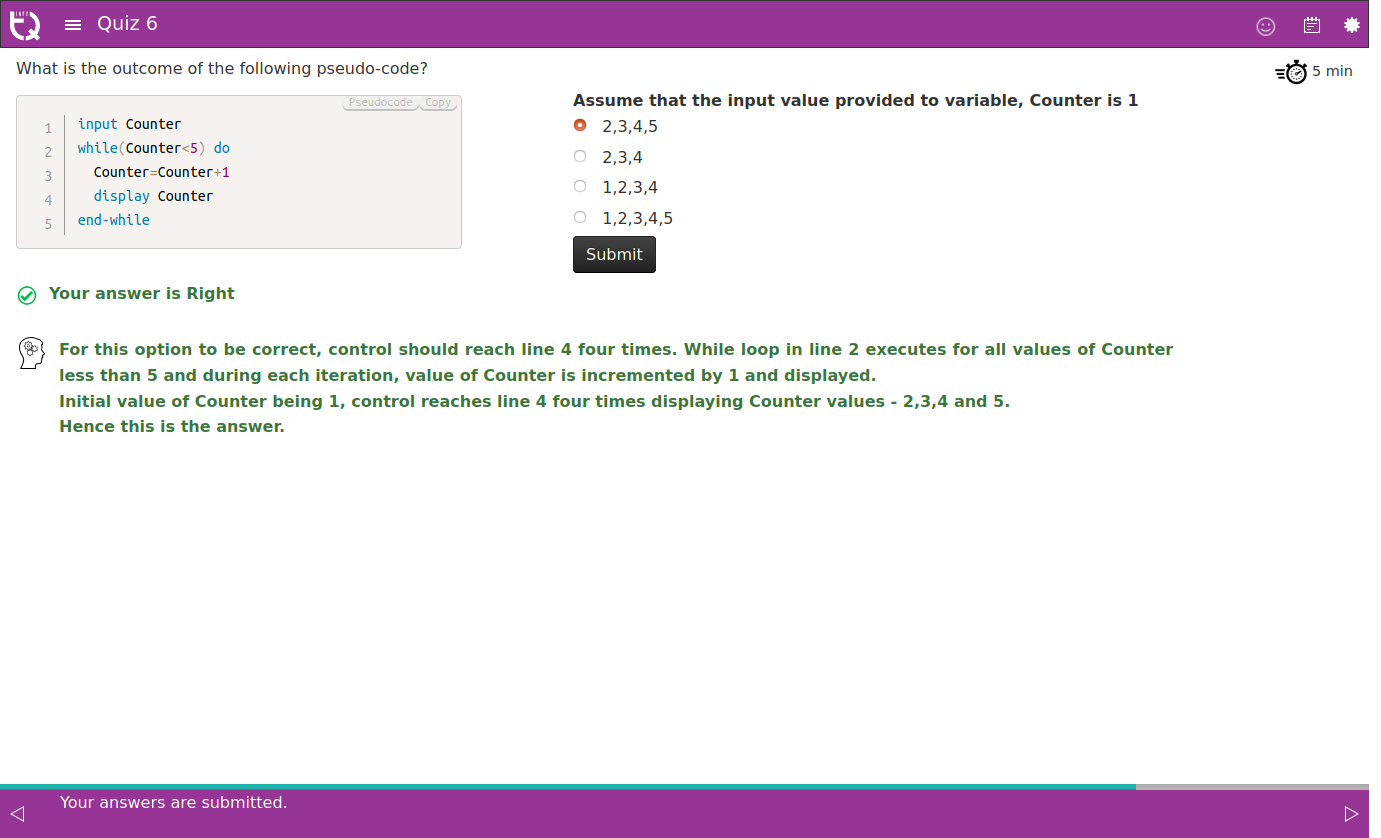 INFY
TQ
Quiz 6
What is the outcome of the following pseudo-code?
5 min
Pseudocode Copy
1 input Counter
2 while(Counter<5) do
3 Counter=Counter+1
4 display Counter
5 end-while
Assume that the input value provided to variable, Counter is 1
2,3,4,5
2,3,4
1,2,3,4
1,2,3,4,5
Submit
Your answer is Right
For this option to be correct, control should reach line 4 four times. While loop in line 2 executes for all values of Counter
less than 5 and during each iteration, value of Counter is incremented by 1 and displayed.
Initial value of Counter being 1, control reaches line 4 four times displaying Counter values - 2,3,4 and 5.
Hence this is the answer.
Your answers are submitted.